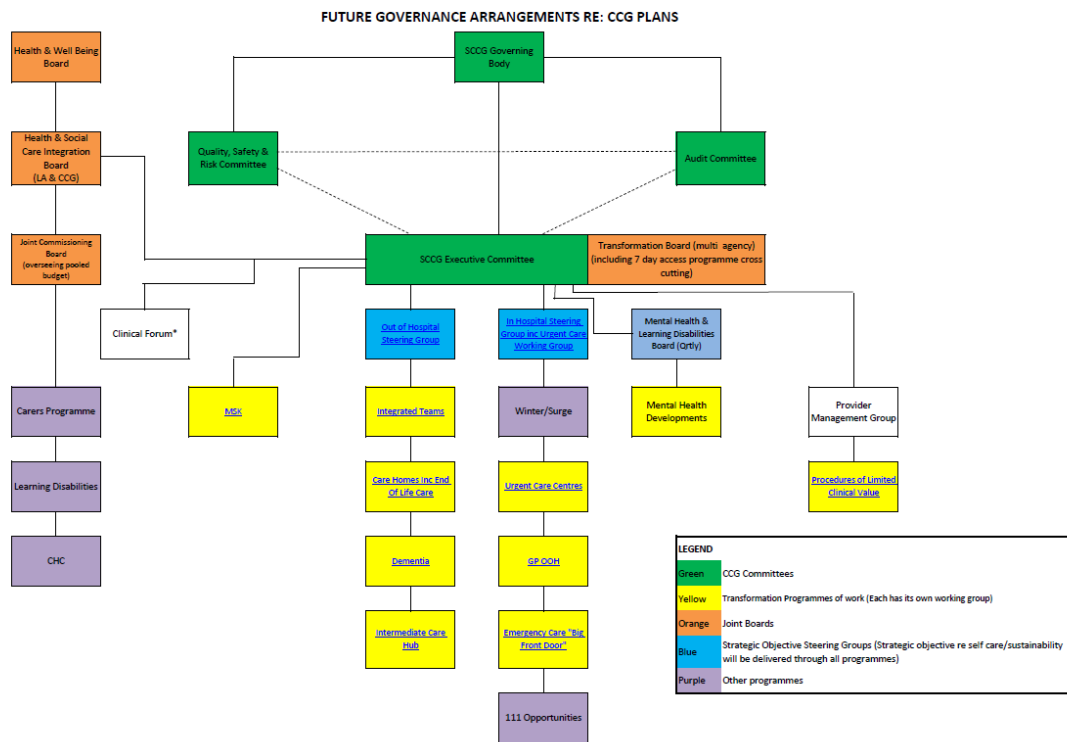 FUTURE GOVERNANCE ARRANGEMENTS RE: CCG PLANS
Health & Well Being
Board
SCCG Governing
Body
Health & Social
Care Integration
Board
(LA & CCG)
Quality, Safety &
Risk Committee
Audit Committee
Joint Commissioning
Board
(overseeing pooled
budget)
SCCG Executive Committee
Transformation Board (multi agency)
(including 7 day access programme cross
cutting)
Clinical Forum*
Out of Hospital
Steering Group
In Hospital Steering
Group inc Urgent Care
Working Group
Mental Health &
Learning Disabilities
Board (Qrtly)
Carers Programme
MSK
Integrated Teams
Winter/Surge
Mental Health
Developments
Provider
Management Group
Learning Disabilities
Care Homes Inc End
Of Life Care
Urgent Care Centres
Procedures of Limited
Clinical Value
CHC
Dementia
GP OOH
Intermediate Care
Hub
Emergency Care "Big
Front Door"
111 Opportunities
LEGEND
Green CCG Committees
Yellow Transformation Programmes of work (Each has its own working group)
Orange Joint Boards
Blue Strategic Objective Steering Groups (Strategic objective re self care/sustainability
will be delivered through all programmes)
Purple Other programmes